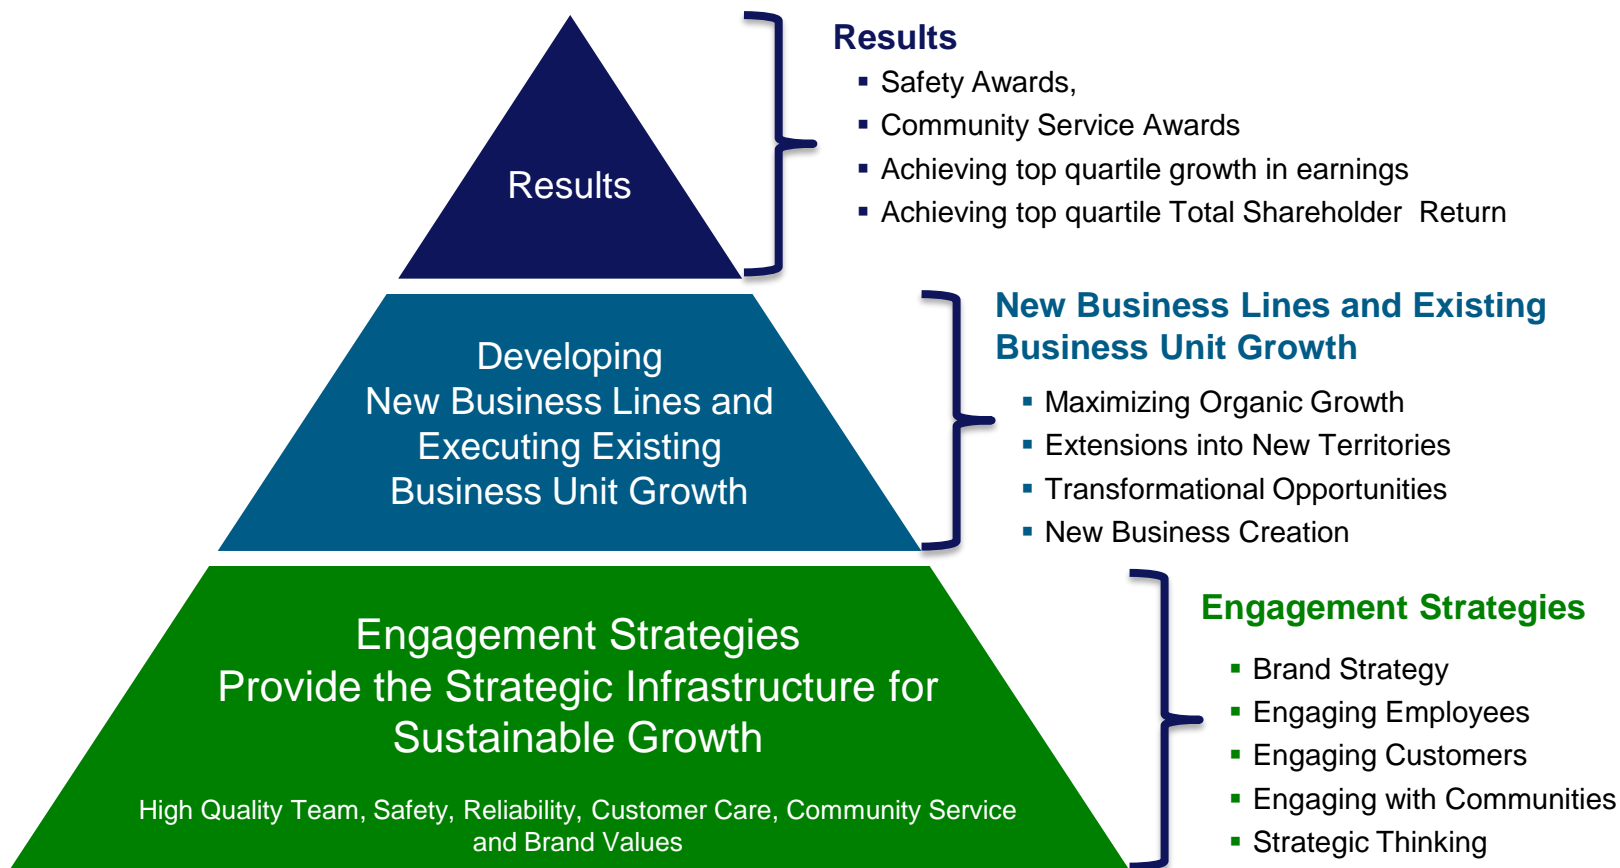 Results
Results
▪ Safety Awards,
▪ Community Service Awards
▪ Achieving top quartile growth in earnings
▪ Achieving top quartile Total Shareholder  Return
Developing
New Business Lines and
Executing Existing
Business Unit Growth
New Business Lines and Existing
Business Unit Growth
▪ Maximizing Organic Growth
▪ Extensions into New Territories
▪ Transformational Opportunities
▪ New Business Creation
Engagement Strategies
Provide the Strategic Infrastructure for
Sustainable Growth
High Quality Team, Safety, Reliability, Customer Care, Community Service
and Brand Values
Engagement Strategies
▪ Brand Strategy
▪ Engaging Employees
▪ Engaging Customers
▪ Engaging with Communities
▪ Strategic Thinking